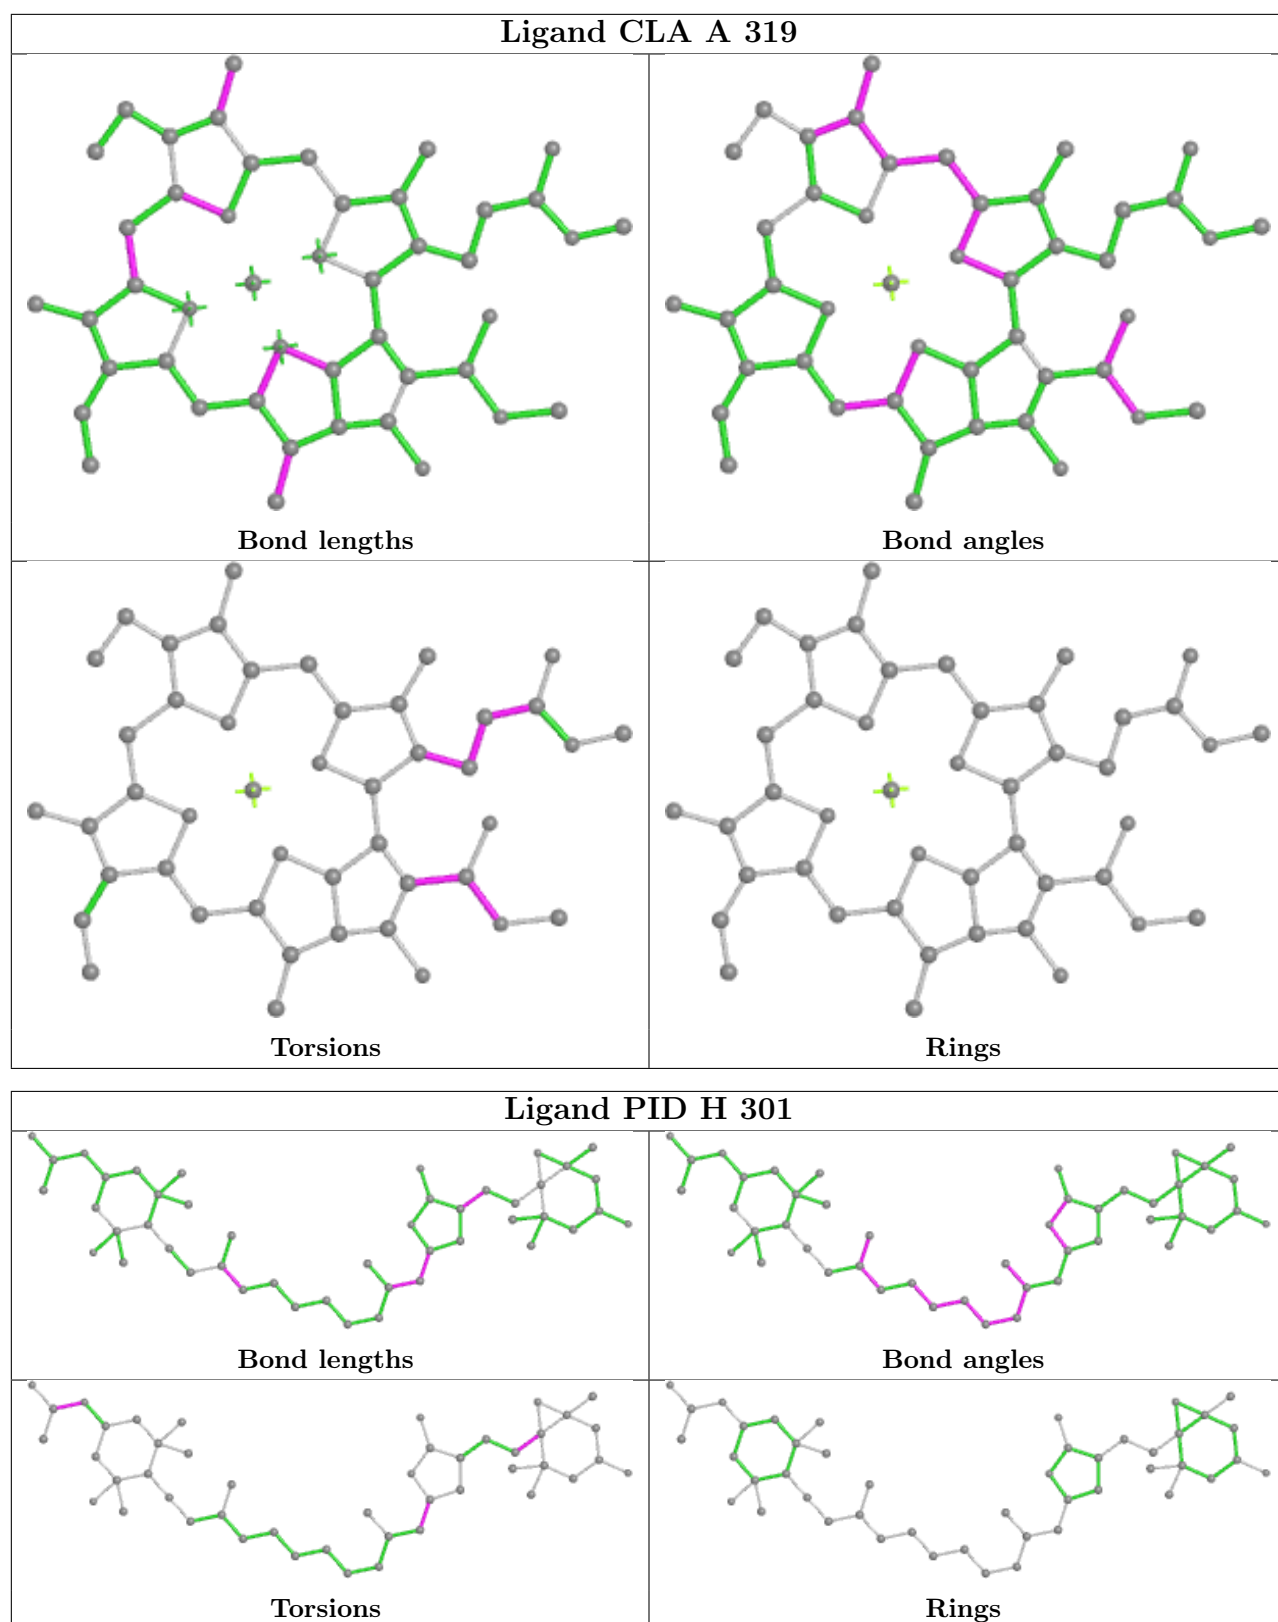 Ligand CLA A 319
Bond lengths
Bond angles
Torsions
Rings
Ligand PID H 301
Bond lengths
Bond angles
Torsions
Rings